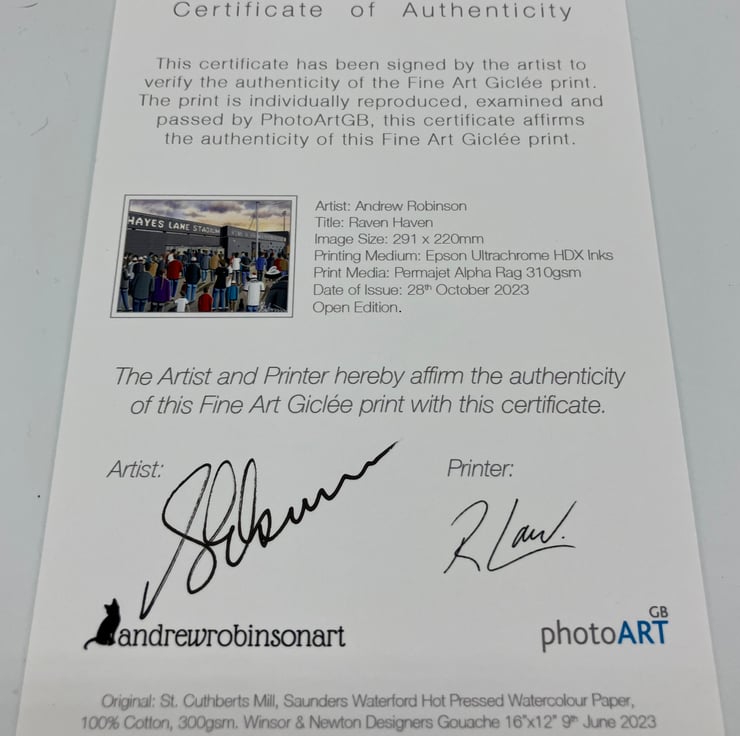 Certificate of Authenticity
This certificate has been signed by the artist to
verify the authenticity of the Fine Art Giclée print.
The print is individually reproduced, examined and
passed by PhotoArtGB, this certificate affirms
the authenticity of this Fine Art Giclée print.
HAYES LANE STADIUM
Artist: Andrew Robinson
Title: Raven Haven
Image Size: 291 x 220mm
Printing Medium: Epson Ultrachrome HDX Inks
Print Media: Permajet Alpha Rag 310gsm
Date of Issue: 28th October 2023
Open Edition.
The Artist and Printer hereby affirm the authenticity
of this Fine Art Giclée print with this certificate.
Artist:
Printer:
R Law.
andrewrobinsonart
photoART GB
Original: St. Cuthberts Mill, Saunders Waterford Hot Pressed Watercolour Paper,
100% Cotton, 300gsm. Winsor & Newton Designers Gouache 16"x12" 9th June 2023